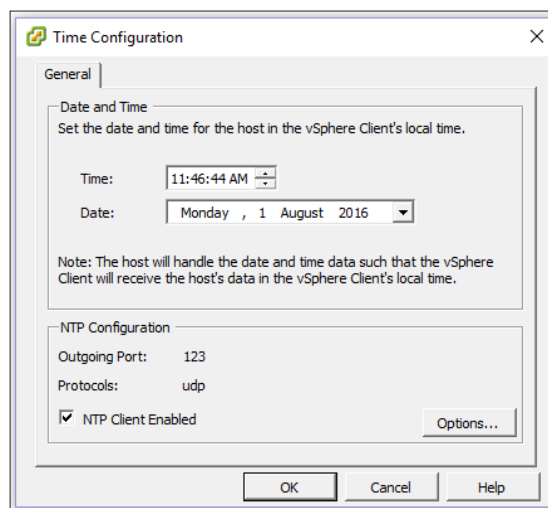 Time Configuration
General
Date and Time
Set the date and time for the host in the vSphere Client's local time.
Time: 11:46:44 AM
Date: Monday , 1 August 2016
Note: The host will handle the date and time data such that the vSphere
Client will receive the host's data in the vSphere Client's local time.
NTP Configuration
Outgoing Port: 123
Protocols: udp
NTP Client Enabled
Options...
OK Cancel Help